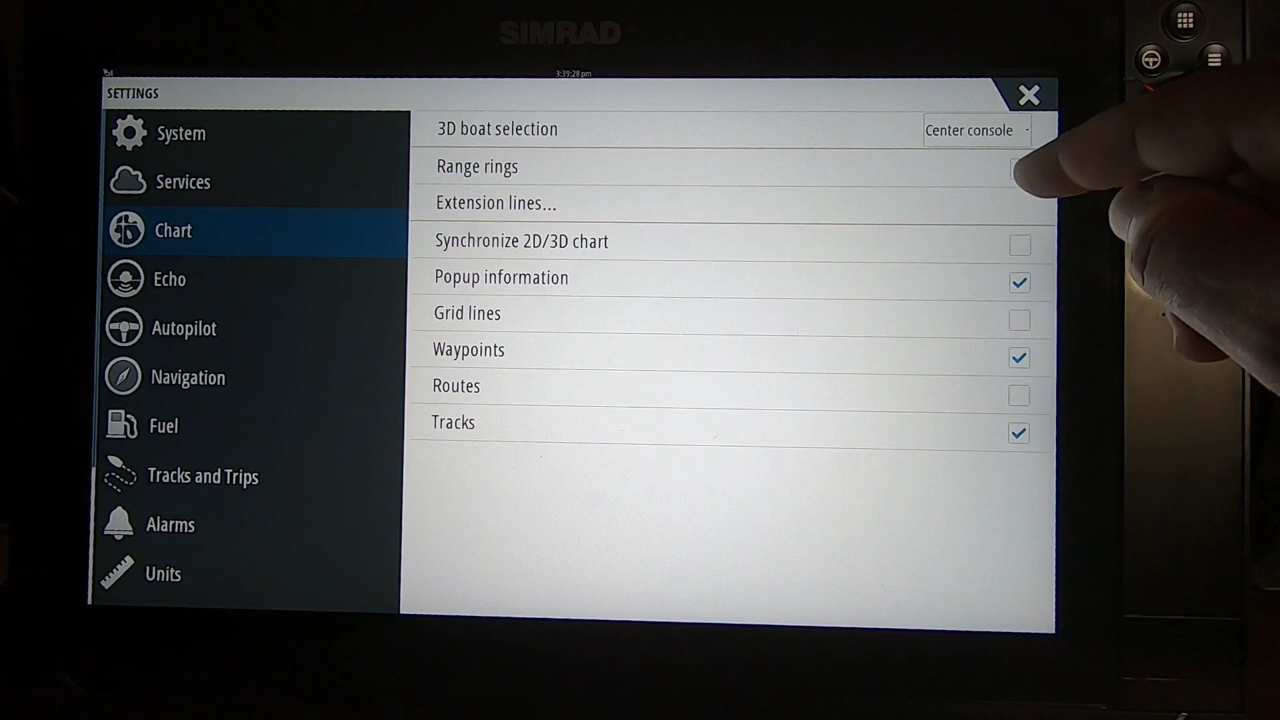 SIMRAD
3:39:28 pm
SETTINGS
System
Services
Chart
Echo
Autopilot
Navigation
Fuel
Tracks and Trips
Alarms
Units
3D boat selection
Center console
Range rings
Extension lines...
Synchronize 2D/3D chart
Popup information
Grid lines
Waypoints
Routes
Tracks